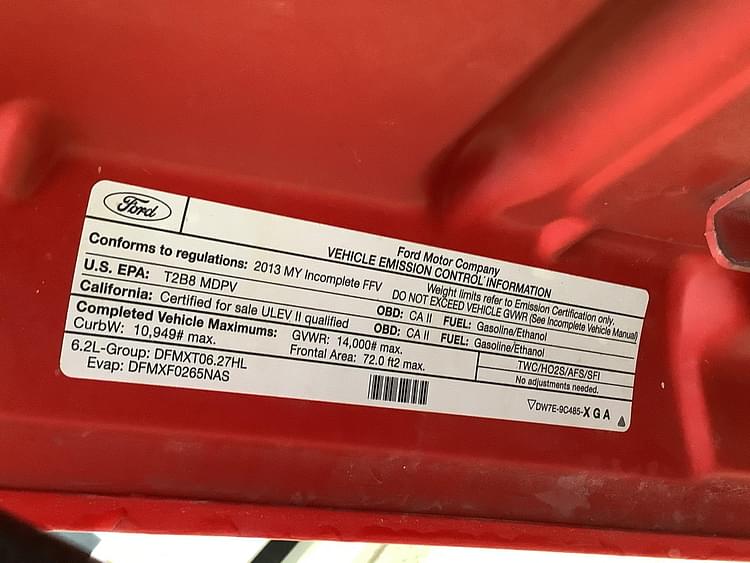 Ford
Ford Motor Company
VEHICLE EMISSION CONTROL INFORMATION
Conforms to regulations: 2013 MY Incomplete FFV
Weight limits refer to Emission Certification only.
DO NOT EXCEED VEHICLE GVWR (See Incomplete Vehicle Manual)
U.S. EPA: T2B8 MDPV OBD: CA II FUEL: Gasoline/Ethanol
California: Certified for sale ULEV II qualified OBD: CA II FUEL: Gasoline/Ethanol
Completed Vehicle Maximums: GVWR: 14,000# max.
CurbW: 10,949# max. Frontal Area: 72.0 ft2 max.
TWC/HO2S/AFS/SFI
No adjustments needed.
6.2L-Group: DFMXT06.27HL
Evap: DFMXF0265NAS
▽DW7E-9C485-XGA